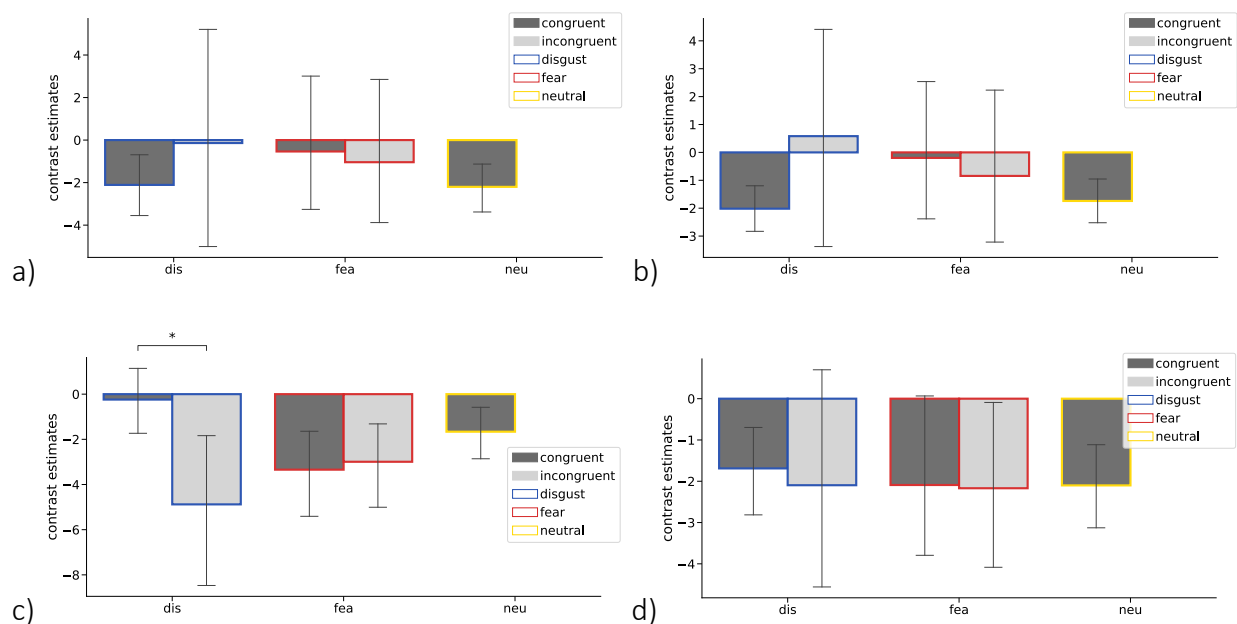 congruent
incongruent
disgust
fear
neutral
contrast estimates
4
2
0
−2
−4
dis
fea
neu
a)
congruent
incongruent
disgust
fear
neutral
contrast estimates
4
3
2
1
0
−1
−2
−3
dis
fea
neu
b)
*
contrast estimates
0
−2
−4
−6
−8
congruent
incongruent
disgust
fear
neutral
dis
fea
neu
c)
congruent
incongruent
disgust
fear
neutral
contrast estimates
0
−1
−2
−3
−4
dis
fea
neu
d)